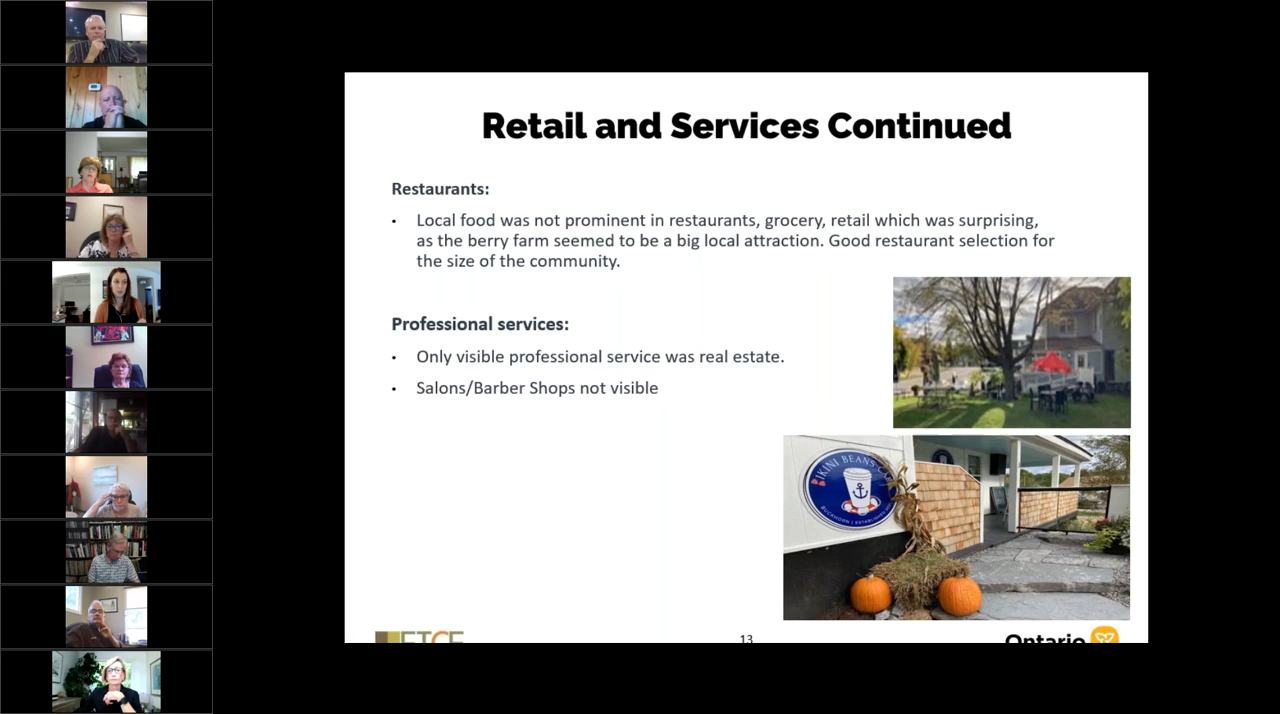 Retail and Services Continued
Restaurants:
• Local food was not prominent in restaurants, grocery, retail which was surprising,
as the berry farm seemed to be a big local attraction. Good restaurant selection for
the size of the community.
Professional services:
• Only visible professional service was real estate.
• Salons/Barber Shops not visible
BEANS
BUCKHORN
13
Ontario